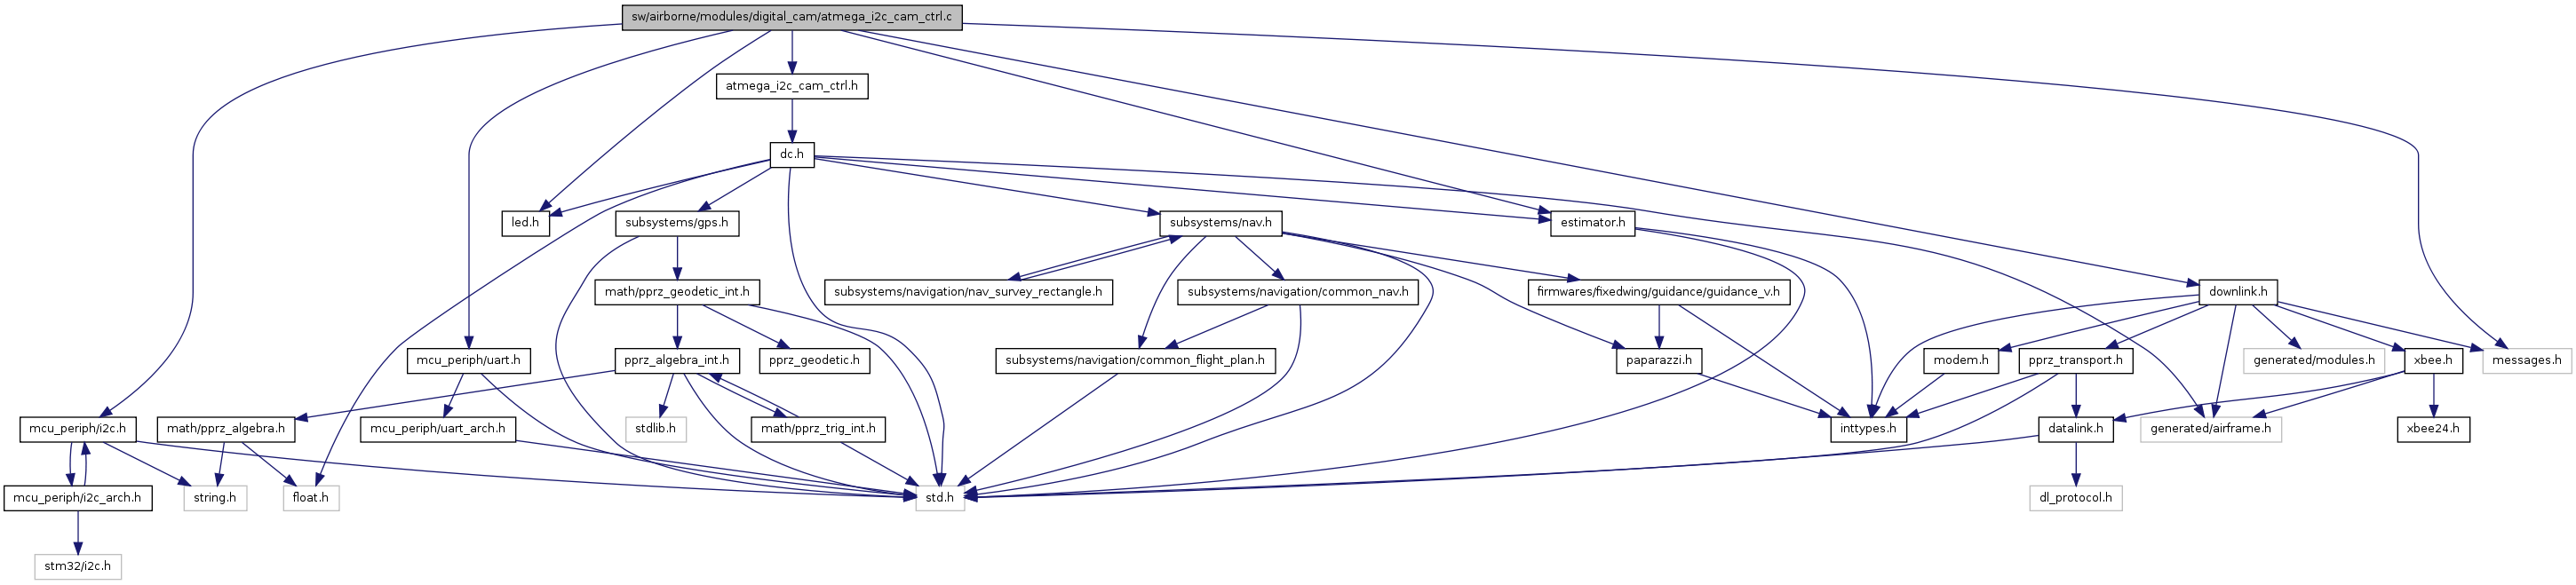 sw/airborne/modules/digital_cam/atmega_i2c_cam_ctrl.c
atmega_i2c_cam_ctrl.h
dc.h
led.h
subsystems/gps.h
subsystems/nav.h
estimator.h
math/pprz_geodetic_int.h
subsystems/navigation/nav_survey_rectangle.h
subsystems/navigation/common_nav.h
firmwares/fixedwing/guidance/guidance_v.h
downlink.h
mcu_periph/uart.h
pprz_algebra_int.h
pprz_geodetic.h
subsystems/navigation/common_flight_plan.h
paparazzi.h
modem.h
pprz_transport.h
generated/modules.h
xbee.h
messages.h
mcu_periph/i2c.h
math/pprz_algebra.h
mcu_periph/uart_arch.h
stdlib.h
math/pprz_trig_int.h
inttypes.h
datalink.h
generated/airframe.h
xbee24.h
mcu_periph/i2c_arch.h
string.h
float.h
std.h
dl_protocol.h
stm32/i2c.h